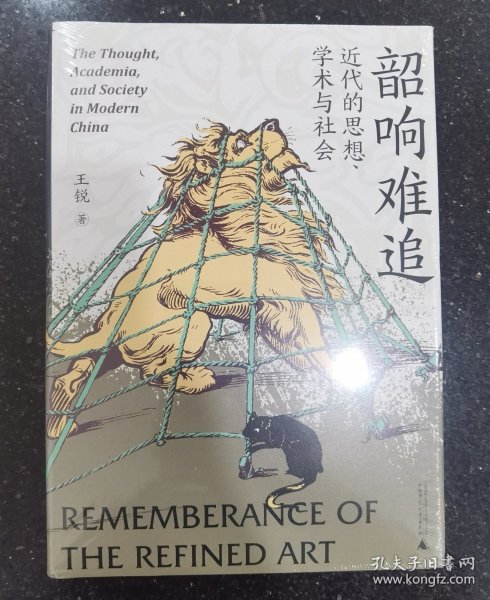 The Thought,
Academia,
and Society
in Modern
China
韶响难追
近代的思想、
学术与社会
王锐 著
REMEMBERANCE OF
THE REFINED ART
孔夫子旧书网
www.kongfz.com